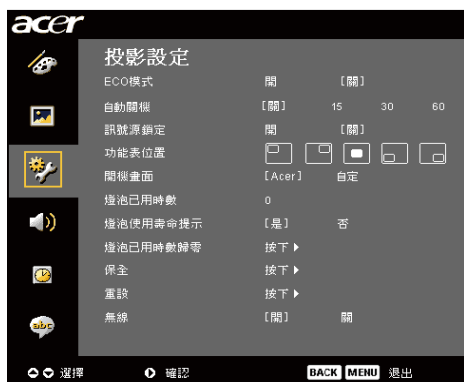 acer
投影設定
ECO模式 開 [關]
自動關機 [關] 15 30 60
訊號源鎖定 開 [關]
功能表位置
開機畫面 [Acer] 自定
燈泡已用時數 0
燈泡使用壽命提示 [是] 否
燈泡已用時數歸零 按下
保全 按下
重設 按下
無線 [開] 關
abc
選擇 確認 BACK MENU 退出